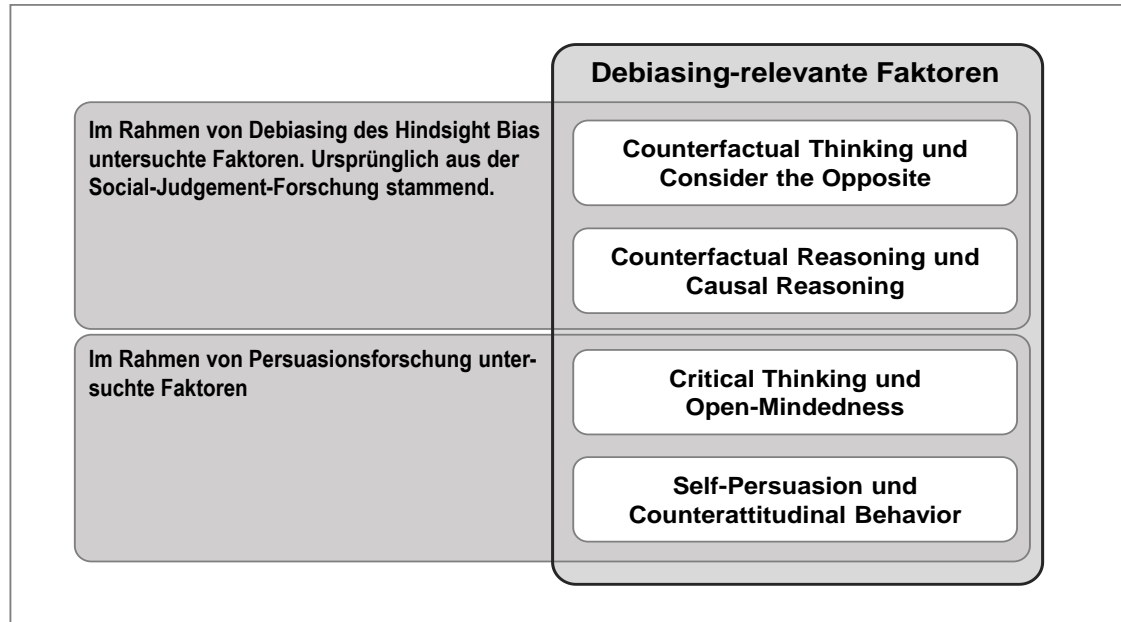 Debiasing-relevante Faktoren
Im Rahmen von Debiasing des Hindsight Bias
untersuchte Faktoren. Ursprünglich aus der
Social-Judgement-Forschung stammend.
Counterfactual Thinking und
Consider the Opposite
Counterfactual Reasoning und
Causal Reasoning
Im Rahmen von Persuasionsforschung unter-
suchte Faktoren
Critical Thinking und
Open-Mindedness
Self-Persuasion und
Counterattitudinal Behavior